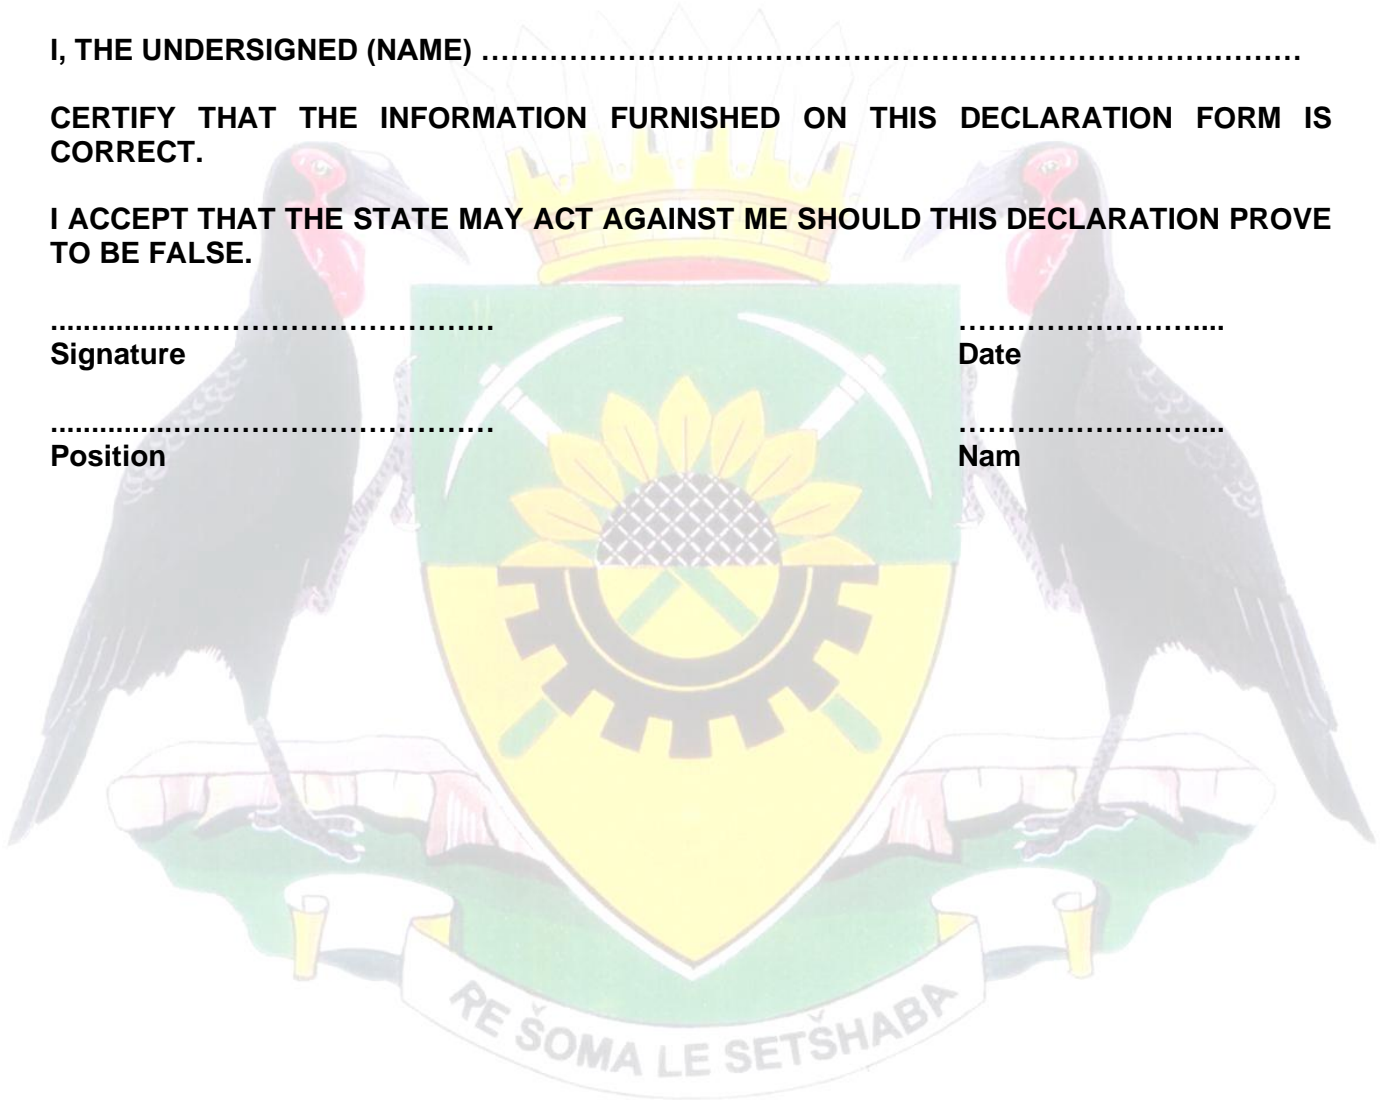 I, THE UNDERSIGNED (NAME) ……………………………………………………………………………
CERTIFY THAT THE INFORMATION FURNISHED ON THIS DECLARATION FORM IS
CORRECT.
I ACCEPT THAT THE STATE MAY ACT AGAINST ME SHOULD THIS DECLARATION PROVE
TO BE FALSE.
...............…………………………… ……………………....
Signature Date
...............…………………………… ……………………....
Position Nam
RE ŠOMA LE SETŠHABA